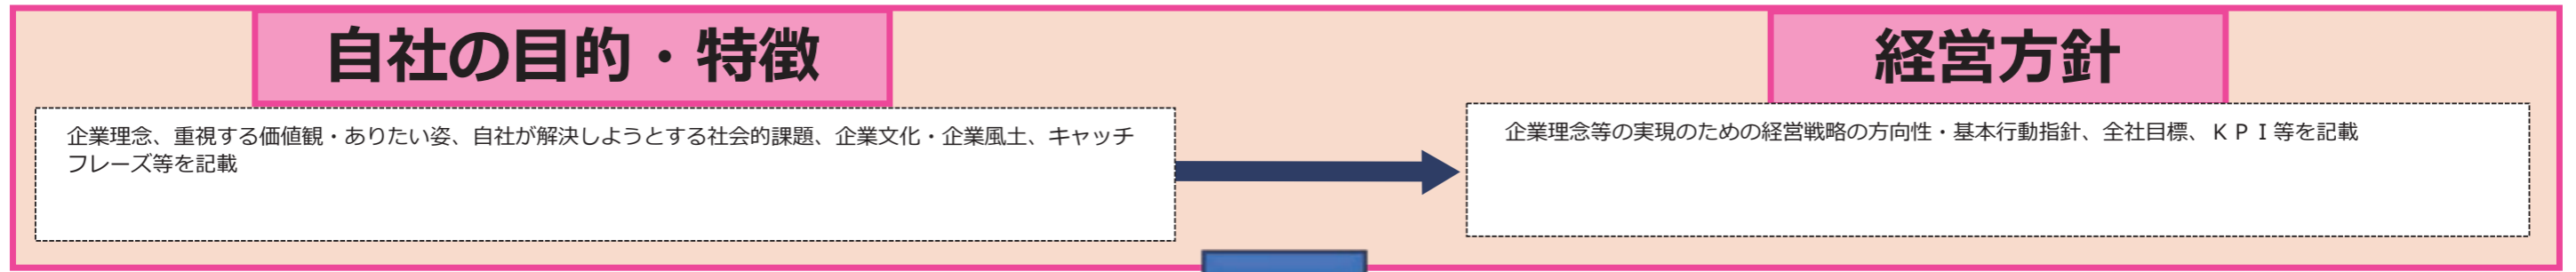 自社の目的・特徴
企業理念、重視する価値観・ありたい姿、自社が解決しようとする社会的課題、企業文化・企業風土、キャッチ
フレーズ等を記載
経営方針
企業理念等の実現のための経営戦略の方向性・基本行動指針、全社目標、ＫＰＩ等を記載